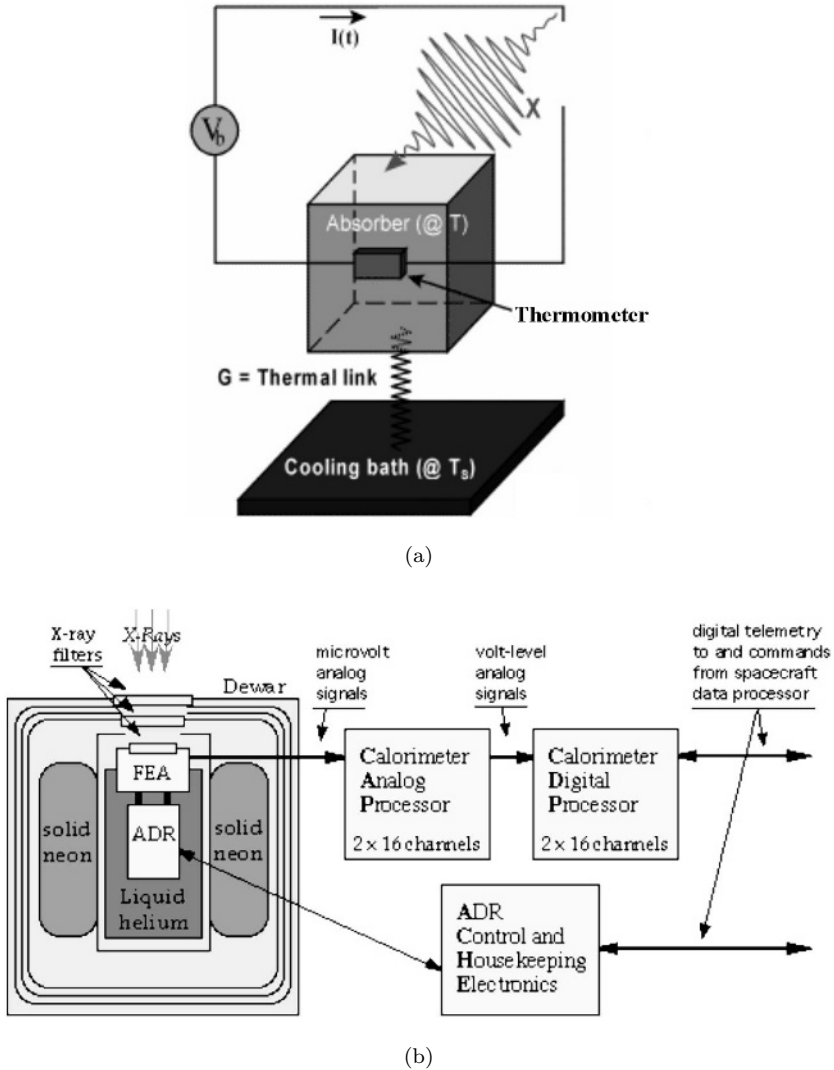 I(t)
X
V_b
Absorber (@ T)
Thermometer
G = Thermal link
Cooling bath (@ T_s)
(a)
X-ray
filters
X-Rays
Dewar
microvolt
analog
signals
volt-level
analog
signals
digital telemetry
to and commands
from spacecraft
data processor
FEA
ADR
solid
neon
solid
neon
Liquid
helium
Calorimeter
Analog
Processor
2 × 16 channels
Calorimeter
Digital
Processor
2 × 16 channels
ADR
Control and
Housekeeping
Electronics
(b)